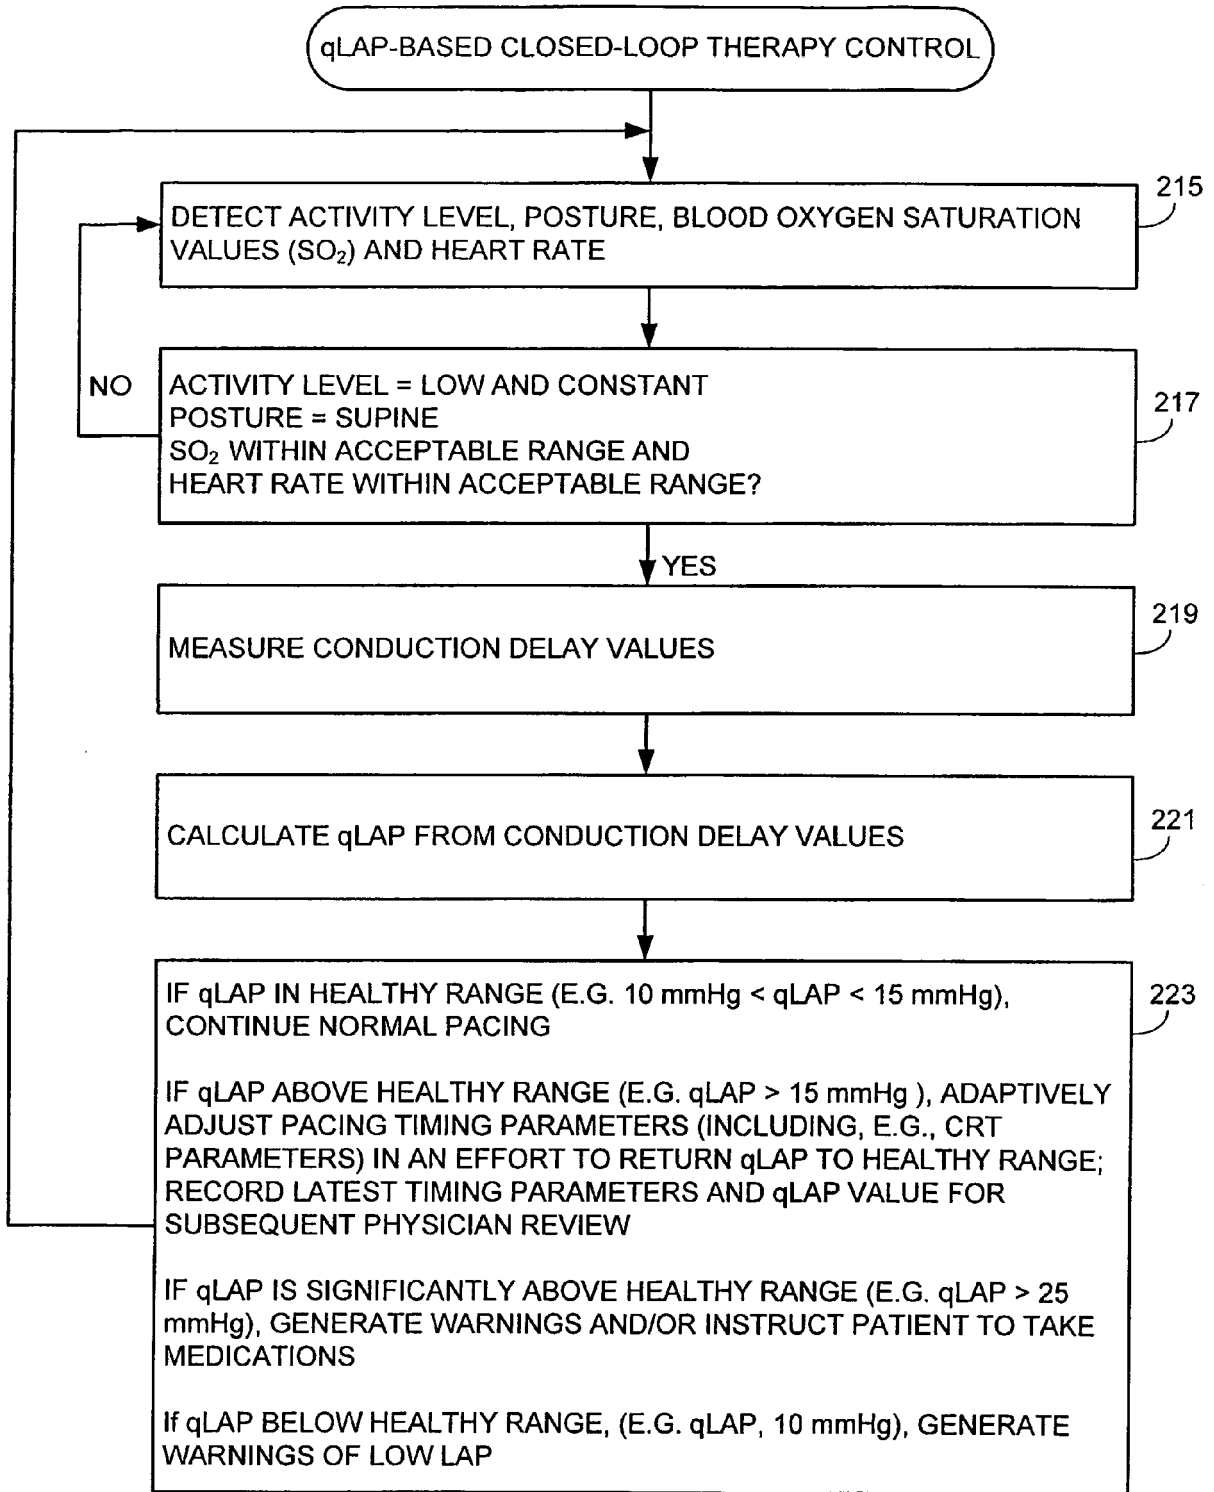 qLAP-BASED CLOSED-LOOP THERAPY CONTROL
215
DETECT ACTIVITY LEVEL, POSTURE, BLOOD OXYGEN SATURATION
VALUES (SO₂) AND HEART RATE
NO
ACTIVITY LEVEL = LOW AND CONSTANT
POSTURE = SUPINE
SO₂ WITHIN ACCEPTABLE RANGE AND
HEART RATE WITHIN ACCEPTABLE RANGE?
217
YES
219
MEASURE CONDUCTION DELAY VALUES
221
CALCULATE qLAP FROM CONDUCTION DELAY VALUES
223
IF qLAP IN HEALTHY RANGE (E.G. 10 mmHg < qLAP < 15 mmHg),
CONTINUE NORMAL PACING
IF qLAP ABOVE HEALTHY RANGE (E.G. qLAP > 15 mmHg ), ADAPTIVELY
ADJUST PACING TIMING PARAMETERS (INCLUDING, E.G., CRT
PARAMETERS) IN AN EFFORT TO RETURN qLAP TO HEALTHY RANGE;
RECORD LATEST TIMING PARAMETERS AND qLAP VALUE FOR
SUBSEQUENT PHYSICIAN REVIEW
IF qLAP IS SIGNIFICANTLY ABOVE HEALTHY RANGE (E.G. qLAP > 25
mmHg), GENERATE WARNINGS AND/OR INSTRUCT PATIENT TO TAKE
MEDICATIONS
If qLAP BELOW HEALTHY RANGE, (E.G. qLAP, 10 mmHg), GENERATE
WARNINGS OF LOW LAP